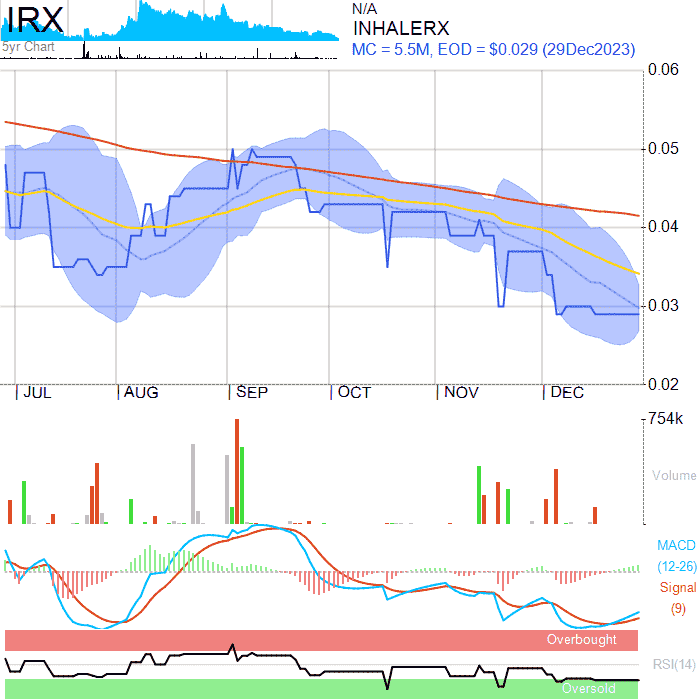 IRX
5yr Chart
N/A
INHALERX
MC = 5.5M, EOD = $0.029 (29Dec2023)
0.06
0.05
0.04
0.03
0.02
JUL AUG SEP OCT NOV DEC
754k
Volume
MACD
(12-26)
Signal
(9)
Overbought
RSI(14)
Oversold